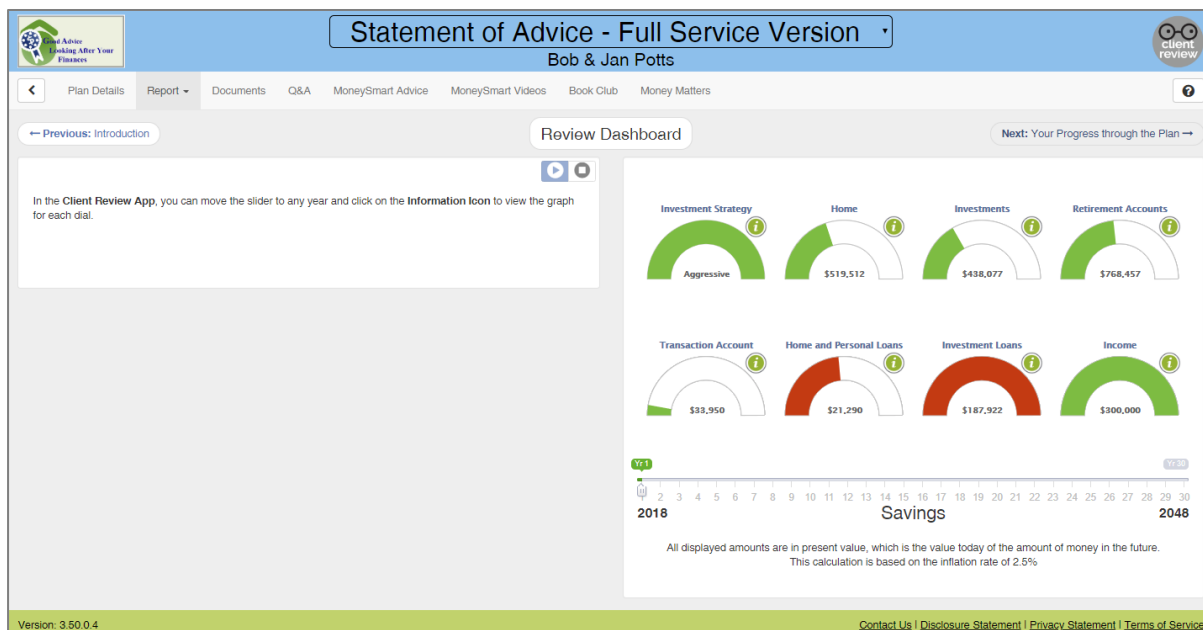 Good Advice
Looking After Your
Finances
Statement of Advice - Full Service Version
Bob & Jan Potts
client
review
Plan Details Report Documents Q&A MoneySmart Advice MoneySmart Videos Book Club Money Matters
← Previous: Introduction
Review Dashboard
Next: Your Progress through the Plan →
In the Client Review App, you can move the slider to any year and click on the Information Icon to view the graph
for each dial.
Investment Strategy Home Investments Retirement Accounts
i i i i
Aggressive $519,512 $438,077 $768,457
Transaction Account Home and Personal Loans Investment Loans Income
i i i i
$33,950 $21,290 $187,922 $300,000
Yr 1 Yr 30
2 3 4 5 6 7 8 9 10 11 12 13 14 15 16 17 18 19 20 21 22 23 24 25 26 27 28 29 30
2018 Savings 2048
All displayed amounts are in present value, which is the value today of the amount of money in the future.
This calculation is based on the inflation rate of 2.5%
Version: 3.50.0.4 Contact Us | Disclosure Statement | Privacy Statement | Terms of Service